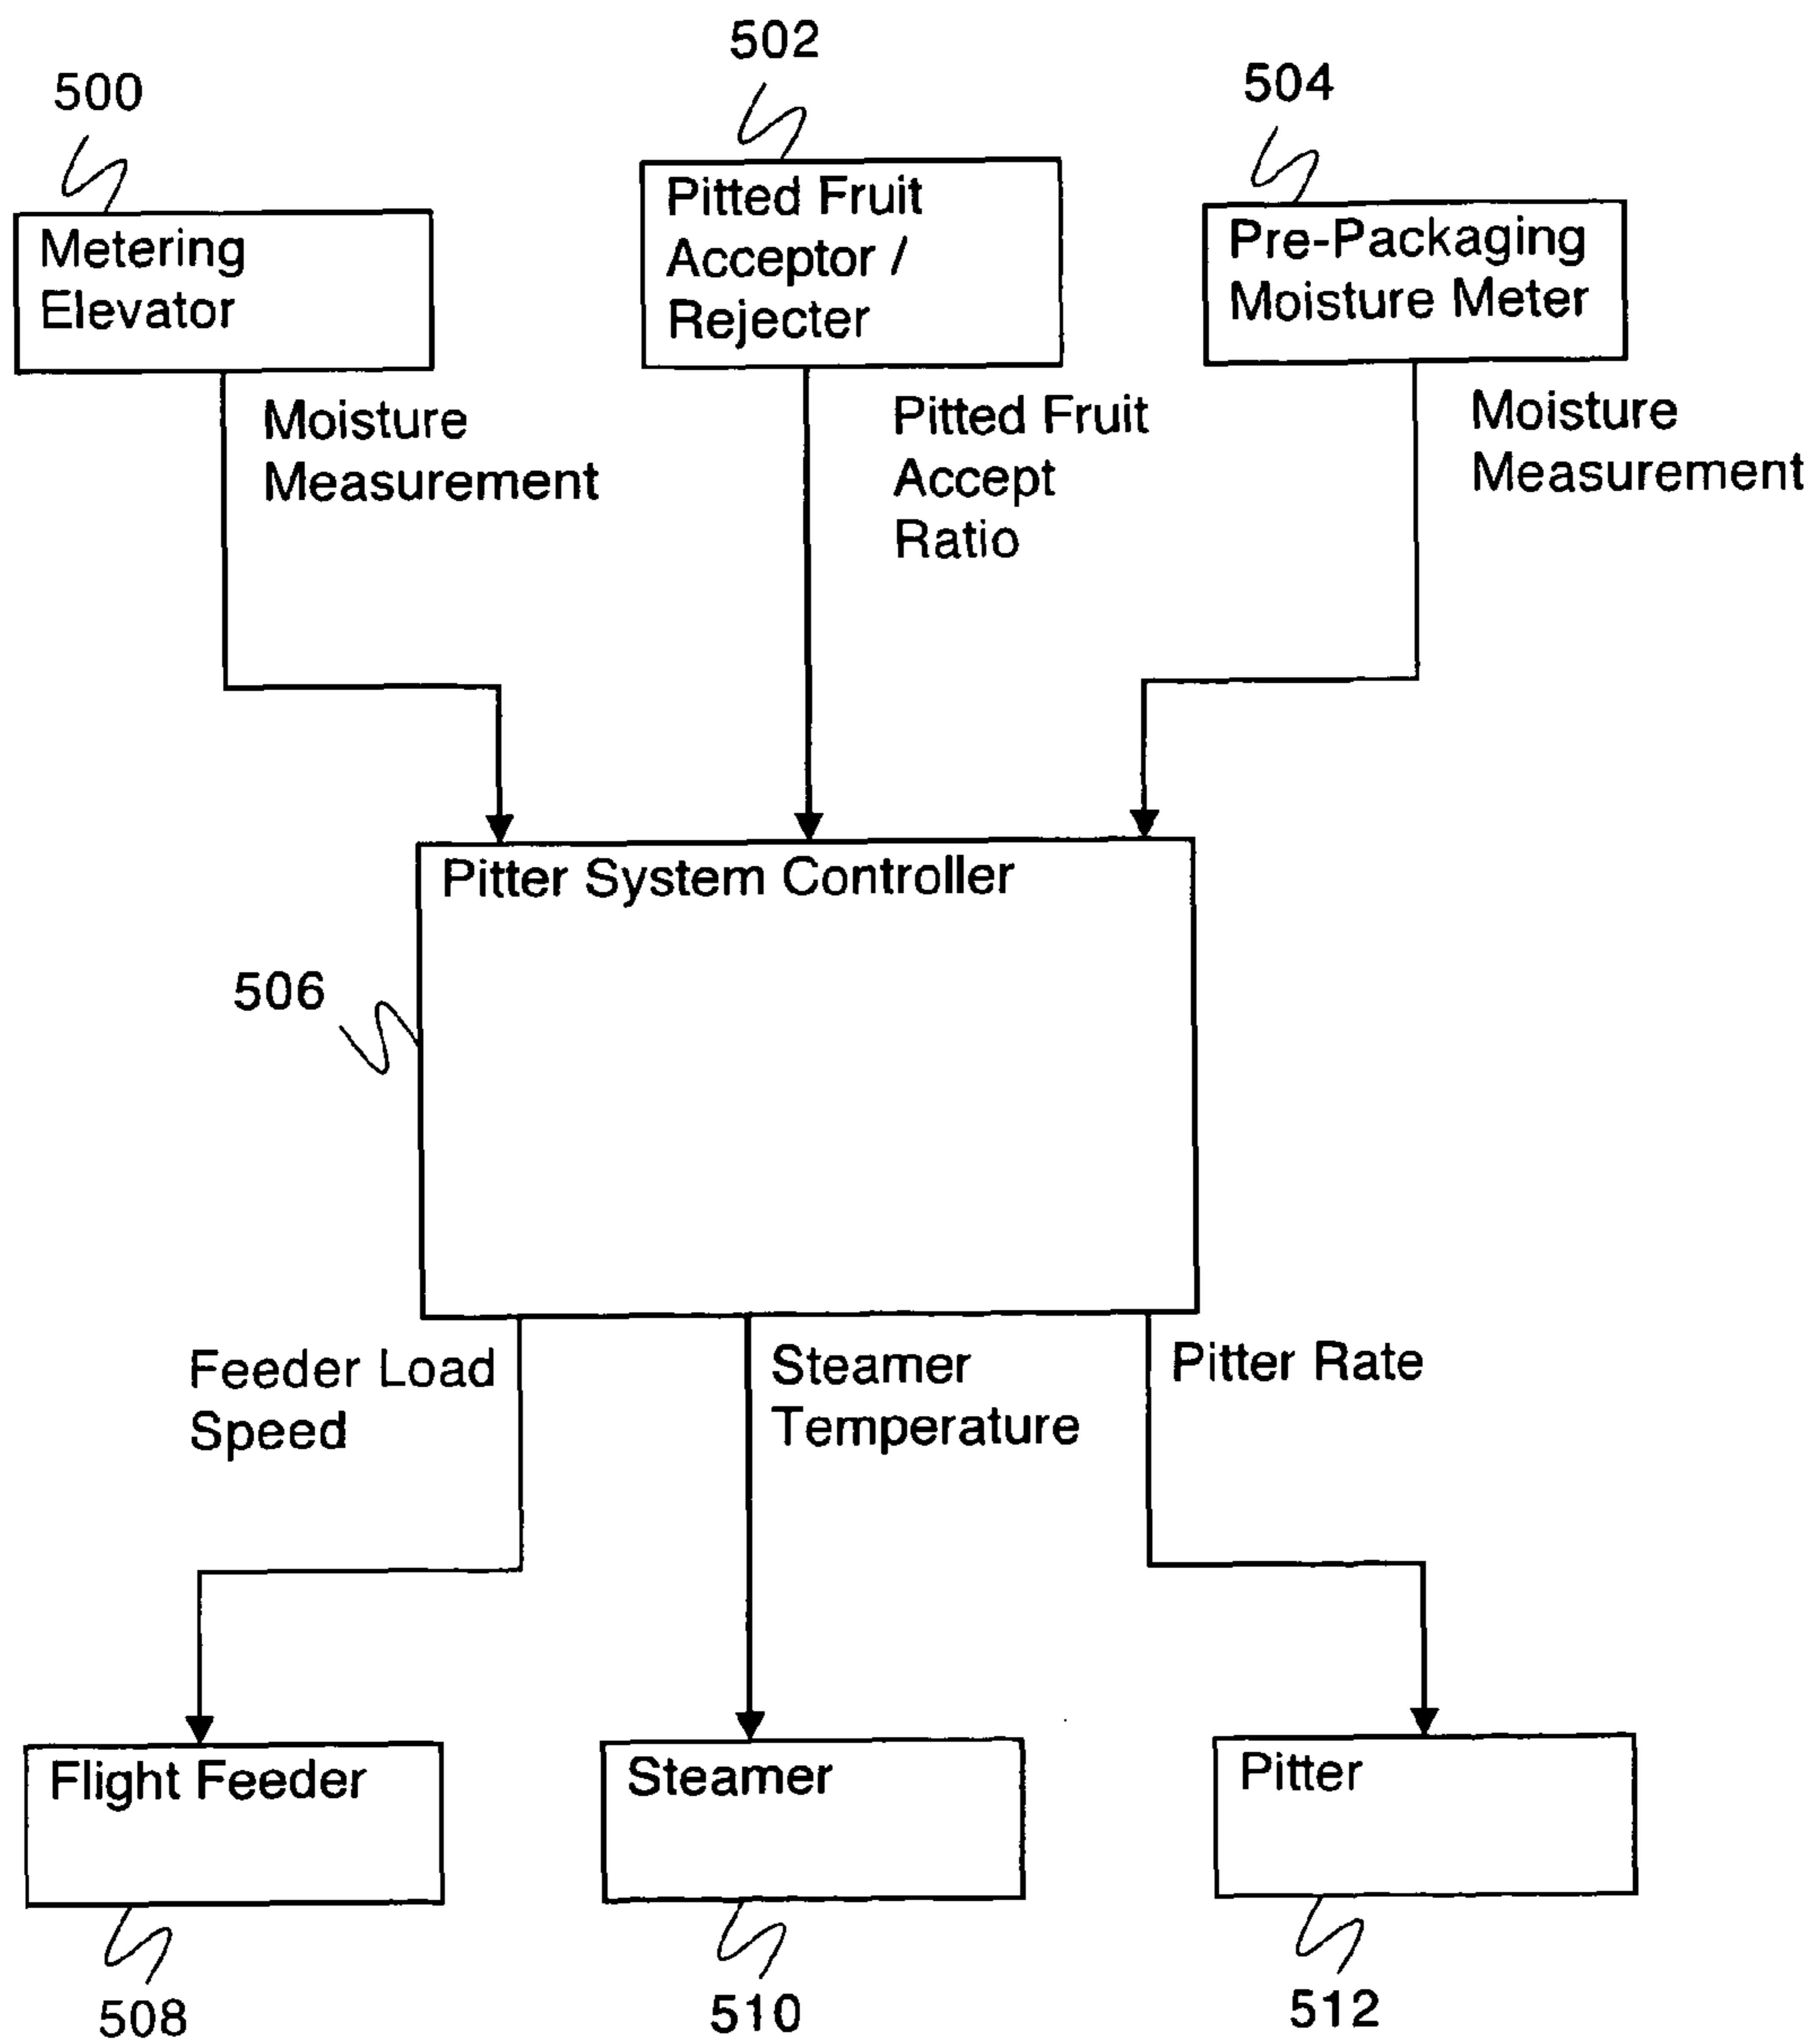 502
500
504
Metering
Elevator
Pitted Fruit
Acceptor /
Rejecter
Pre-Packaging
Moisture Meter
Moisture
Measurement
Pitted Fruit
Accept
Ratio
Moisture
Measurement
Pitter System Controller
506
Feeder Load
Speed
Steamer
Temperature
Pitter Rate
Flight Feeder
Steamer
Pitter
508
510
512